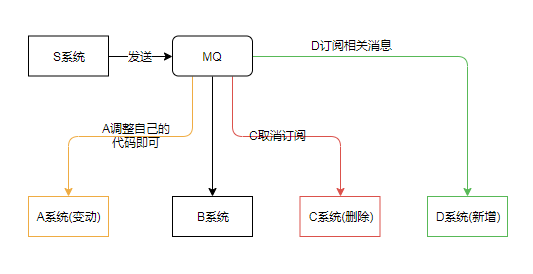 D订阅相关消息
S系统
发送
MQ
A调整自己的
代码即可
C取消订阅
A系统(变动)
B系统
C系统(删除)
D系统(新增)